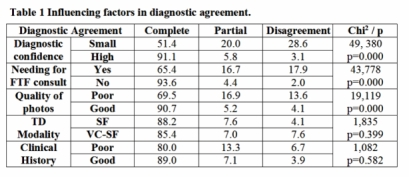 Table 1 Influencing factors in diagnostic agreement.
Diagnostic Agreement Complete Partial Disagreement Chi² / p
Diagnostic confidence Small 51.4 20.0 28.6 49, 380
High 91.1 5.8 3.1 p=0.000
Needing for FTF consult Yes 65.4 16.7 17.9 43,778
No 93.6 4.4 2.0 p=0.000
Quality of photos Poor 69.5 16.9 13.6 19,119
Good 90.7 5.2 4.1 p=0.000
TD Modality SF 88.2 7.6 4.1 1,835
VC-SF 85.4 7.0 7.6 p=0.399
Clinical History Poor 80.0 13.3 6.7 1,082
Good 89.0 7.1 3.9 p=0.582